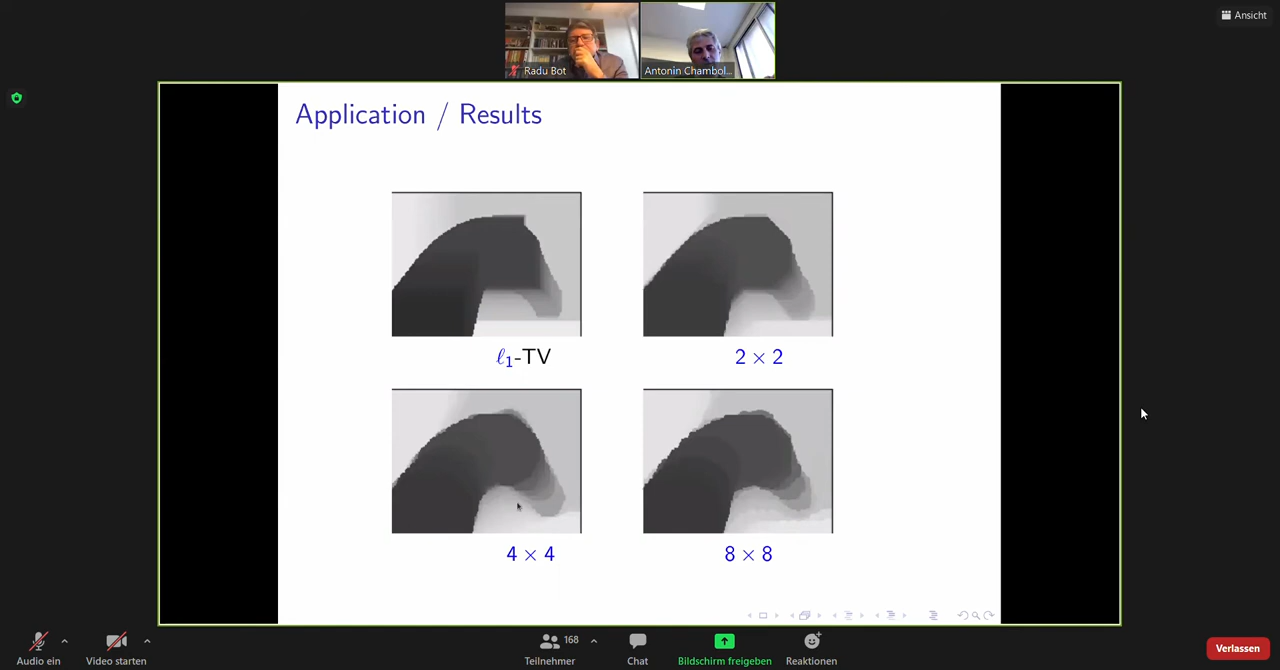 Ansicht
Radu Bot
Antonin Chambol...
Application / Results
ℓ₁-TV
2 × 2
4 × 4
8 × 8
Audio ein
Video starten
168
Teilnehmer
Chat
Bildschirm freigeben
Reaktionen
Verlassen